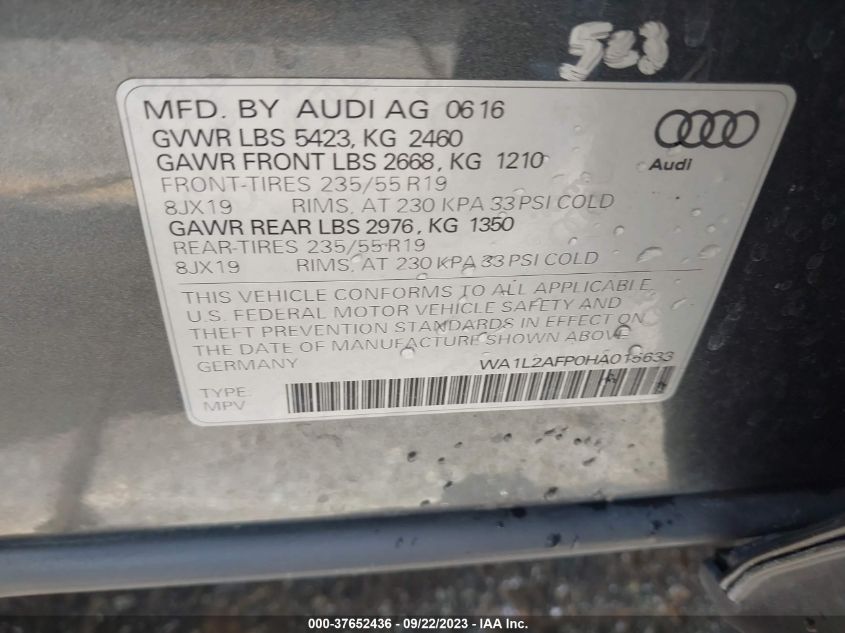 523
MFD. BY AUDI AG 06 16
GVWR LBS 5423, KG 2460
GAWR FRONT LBS 2668, KG 1210
Audi
FRONT-TIRES 235/55 R19
8JX19 RIMS, AT 230 KPA 33 PSI COLD
GAWR REAR LBS 2976, KG 1350
REAR-TIRES 235/55 R19
8JX19 RIMS, AT 230 KPA 33 PSI COLD
THIS VEHICLE CONFORMS TO ALL APPLICABLE
U.S. FEDERAL MOTOR VEHICLE SAFETY AND
THEFT PREVENTION STANDARDS IN EFFECT ON
THE DATE OF MANUFACTURE SHOWN ABOVE
GERMANY WA1L2AFP0HA015633
TYPE:
MPV
000-37652436 - 09/22/2023 - IAA Inc.